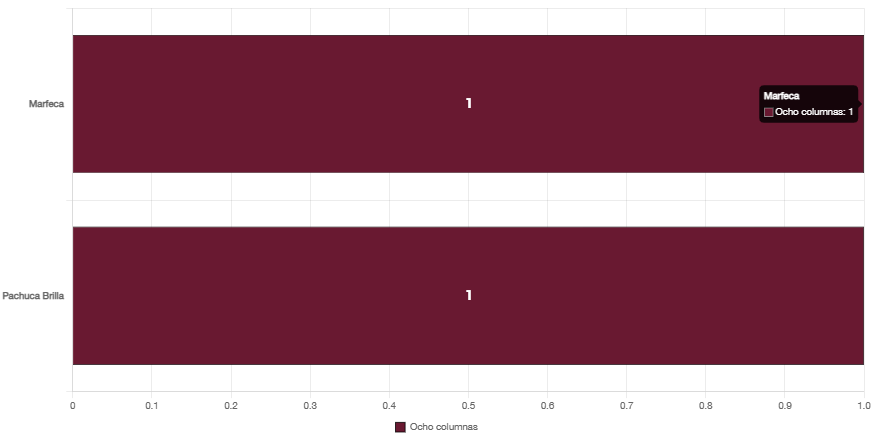 Marfeca
1
Marfeca
Ocho columnas: 1
Pachuca Brilla
1
0 0.1 0.2 0.3 0.4 0.5 0.6 0.7 0.8 0.9 1.0
Ocho columnas